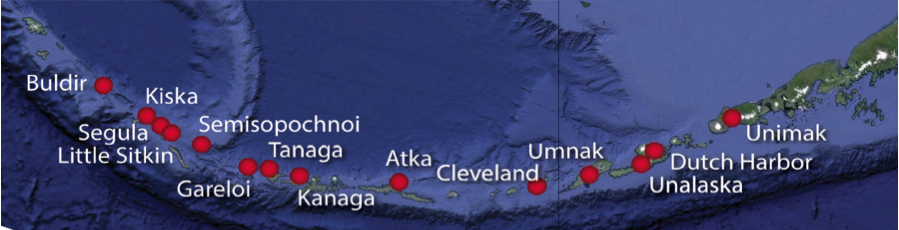 Buldir
Kiska
Segula
Little Sitkin
Semisopochnoi
Tanaga
Gareloi
Kanaga
Atka
Cleveland
Umnak
Dutch Harbor
Unalaska
Unimak